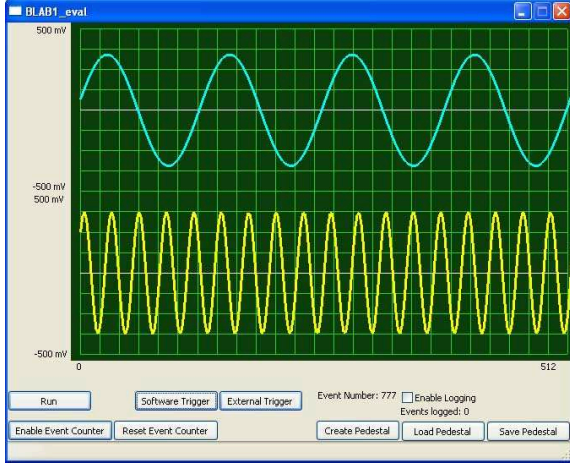 BLAB1_eval
500 mV
-500 mV
500 mV
-500 mV
0 512
Run Software Trigger External Trigger Event Number: 777 Enable Logging
Events logged: 0
Enable Event Counter Reset Event Counter Create Pedestal Load Pedestal Save Pedestal